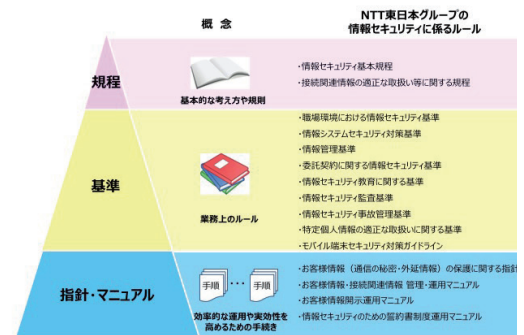 概 念
NTT東日本グループの
情報セキュリティに係るルール
規程
基本的な考え方や規則
・情報セキュリティ基本規程
・接続関連情報の適正な取扱い等に関する規程
基準
業務上のルール
・職場環境における情報セキュリティ基準
・情報システムセキュリティ対策基準
・情報管理基準
・委託契約に関する情報セキュリティ基準
・情報セキュリティ教育に関する基準
・情報セキュリティ監査基準
・情報セキュリティ事故管理基準
・特定個人情報の適正な取扱いに関する基準
・モバイル端末セキュリティ対策ガイドライン
指針・マニュアル
手順 ・・・ 手順
効率的な運用や実効性を
高めるための手続き
・お客様情報（通信の秘密・外延情報）の保護に関する指針
・お客様情報・接続関連情報 管理・運用マニュアル
・お客様情報開示運用マニュアル
・情報セキュリティのための誓約書制度運用マニュアル